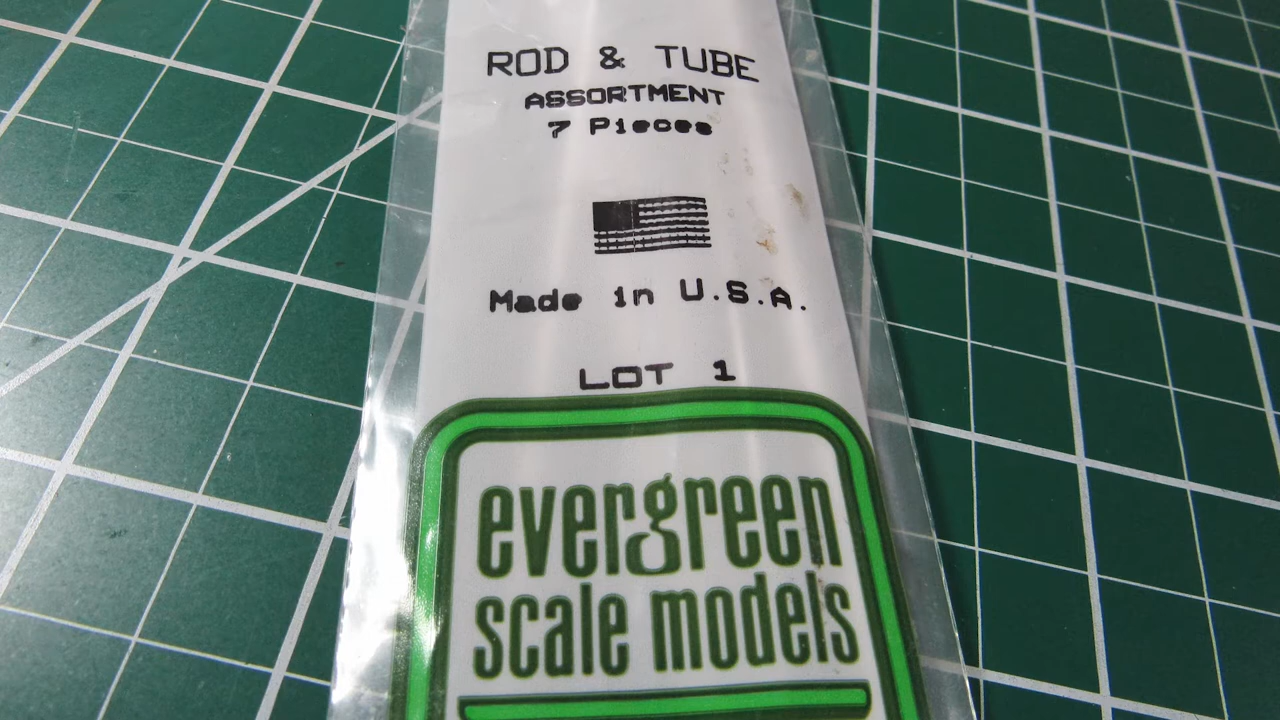 ROD & TUBE
ASSORTMENT
7 Pieces
Made in U.S.A.
LOT 1
evergreen
scale models